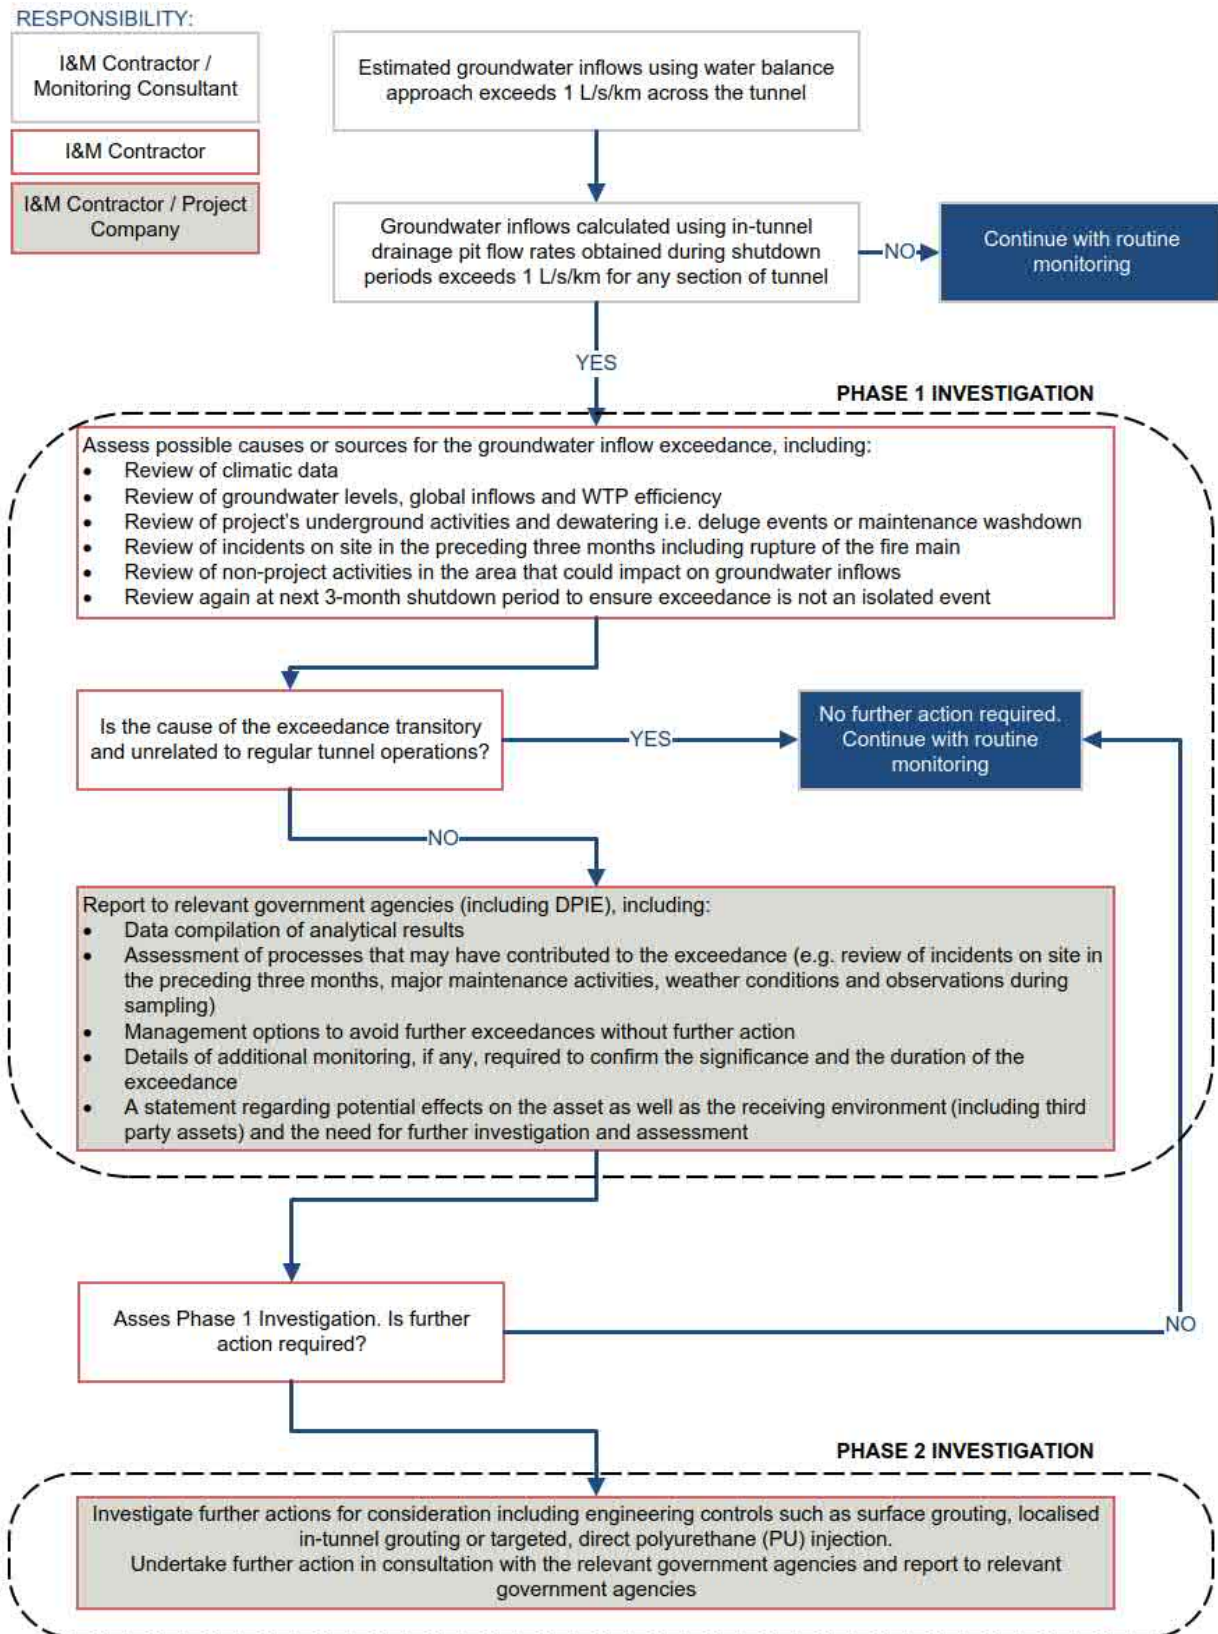 RESPONSIBILITY:
I&M Contractor /
Monitoring Consultant
I&M Contractor
I&M Contractor / Project
Company
Estimated groundwater inflows using water balance
approach exceeds 1 L/s/km across the tunnel
Groundwater inflows calculated using in-tunnel
drainage pit flow rates obtained during shutdown
periods exceeds 1 L/s/km for any section of tunnel
NO
Continue with routine
monitoring
YES
PHASE 1 INVESTIGATION
Assess possible causes or sources for the groundwater inflow exceedance, including:
• Review of climatic data
• Review of groundwater levels, global inflows and WTP efficiency
• Review of project's underground activities and dewatering i.e. deluge events or maintenance washdown
• Review of incidents on site in the preceding three months including rupture of the fire main
• Review of non-project activities in the area that could impact on groundwater inflows
• Review again at next 3-month shutdown period to ensure exceedance is not an isolated event
Is the cause of the exceedance transitory
and unrelated to regular tunnel operations?
YES
No further action required.
Continue with routine
monitoring
NO
Report to relevant government agencies (including DPIE), including:
• Data compilation of analytical results
• Assessment of processes that may have contributed to the exceedance (e.g. review of incidents on site in
the preceding three months, major maintenance activities, weather conditions and observations during
sampling)
• Management options to avoid further exceedances without further action
• Details of additional monitoring, if any, required to confirm the significance and the duration of the
exceedance
• A statement regarding potential effects on the asset as well as the receiving environment (including third
party assets) and the need for further investigation and assessment
Asses Phase 1 Investigation. Is further
action required?
NO
PHASE 2 INVESTIGATION
Investigate further actions for consideration including engineering controls such as surface grouting, localised
in-tunnel grouting or targeted, direct polyurethane (PU) injection.
Undertake further action in consultation with the relevant government agencies and report to relevant
government agencies